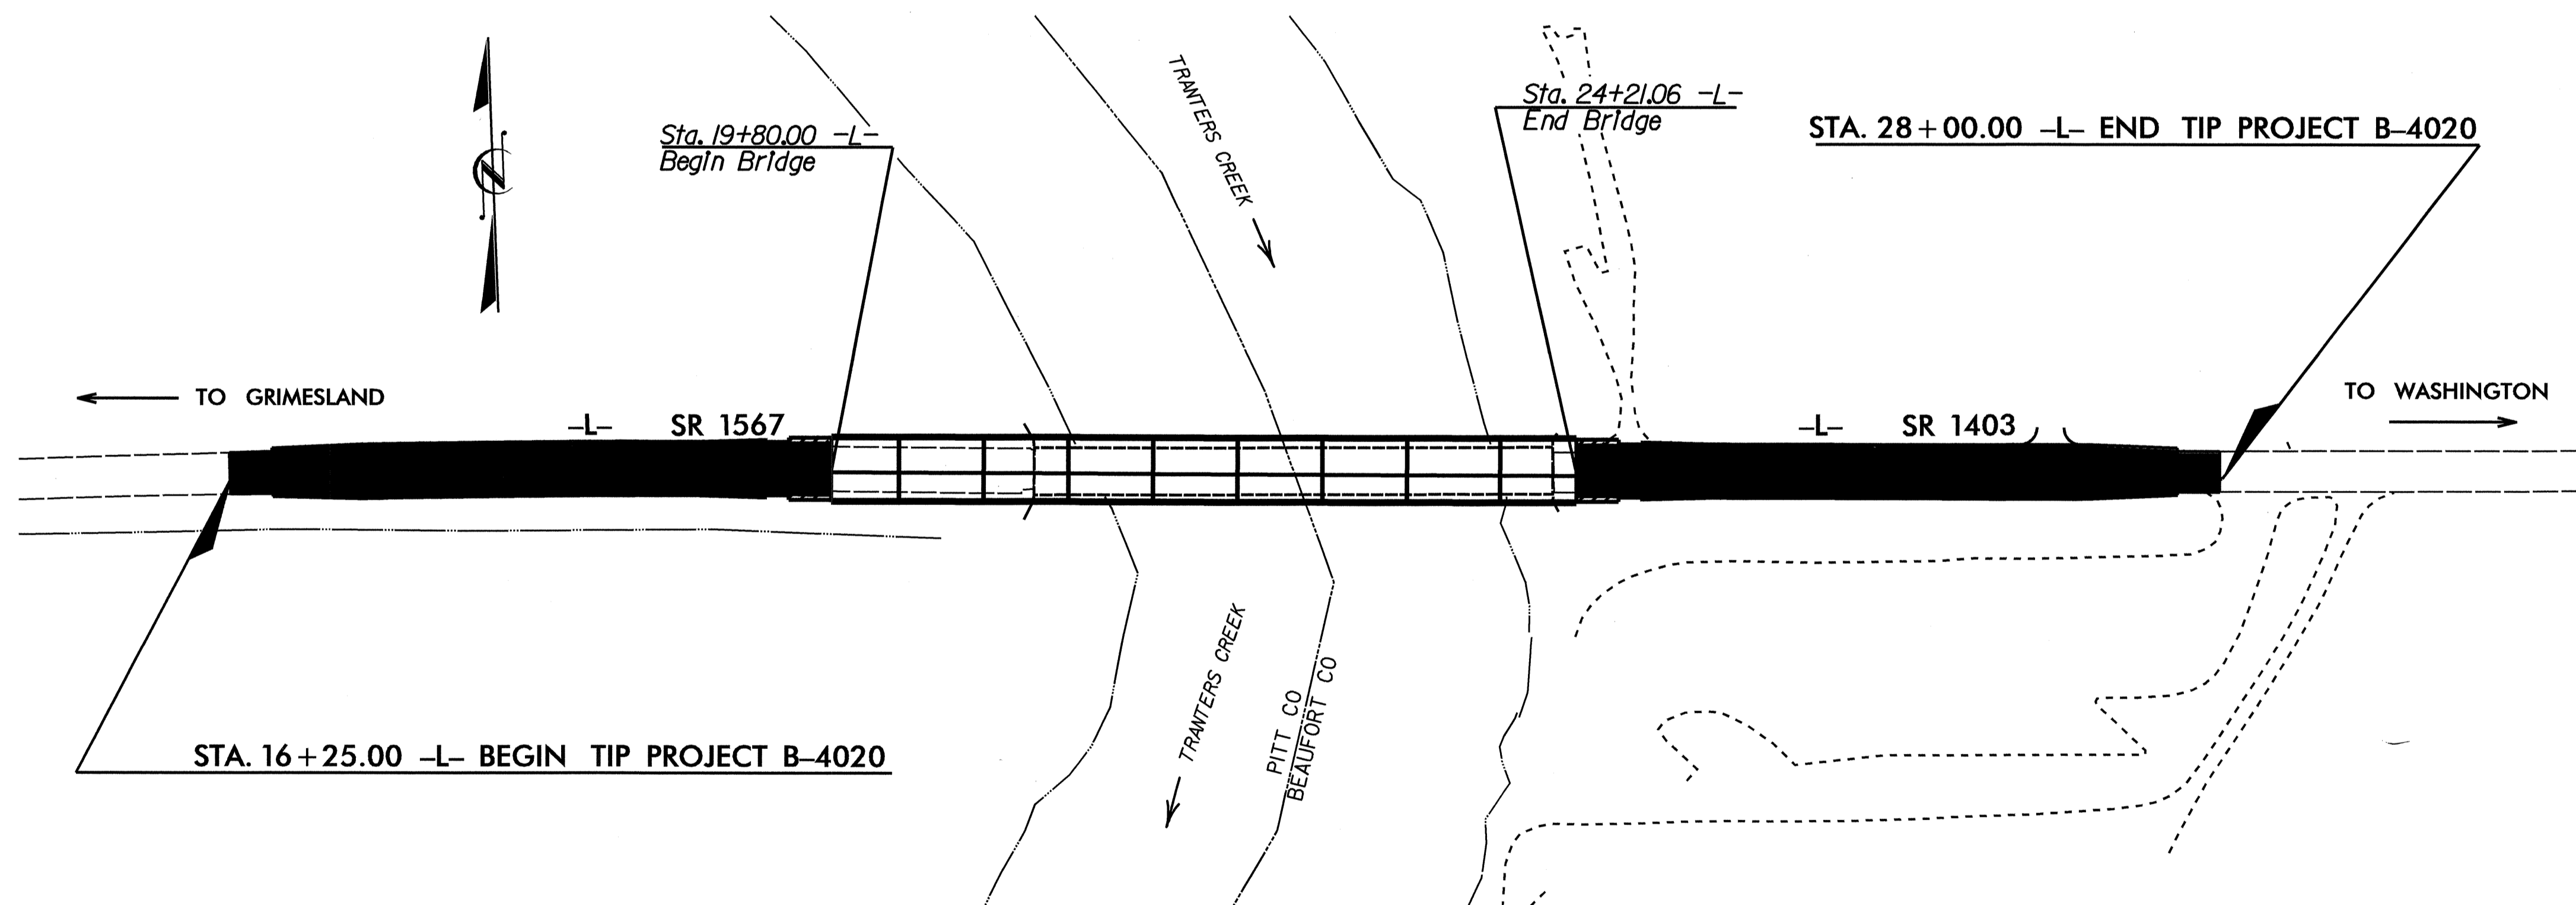 TRANTERS CREEK
Sta. 24+21.06 -L-
End Bridge
STA. 28+00.00 -L- END TIP PROJECT B-4020
Sta. 19+80.00 -L-
Begin Bridge
N
TO GRIMESLAND
-L- SR 1567
-L- SR 1403
TO WASHINGTON
TRANTERS CREEK
PITT CO
BEAUFORT CO
STA. 16+25.00 -L- BEGIN TIP PROJECT B-4020